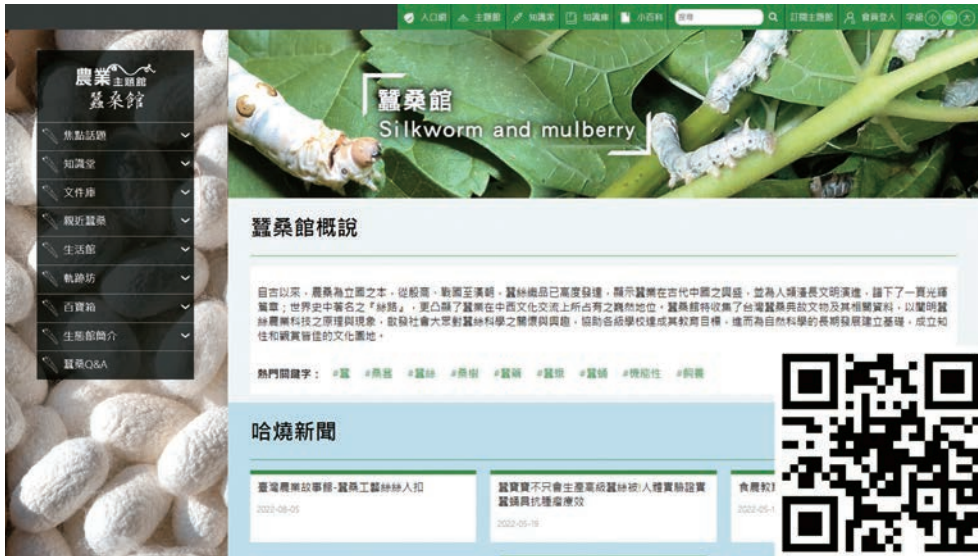 人口網 主題館 知識家 知識庫 小百科 搜尋 訂閱主題館 會員登入 字級 小 中 大
農業主題館
蠶桑館
焦點話題
知識堂
文件庫
親近蠶桑
生活館
軌跡坊
百寶箱
生態館簡介
蠶桑Q&A
蠶桑館
Silkworm and mulberry
蠶桑館概說
自古以來,農桑為立國之本,從殷商、戰國至漢朝,蠶絲織品已高度發達,顯示蠶業在古代中國之興盛,並為人類漫長文明演進,譜下了一頁光輝
篇章;世界史中著名之『絲路』,更凸顯了蠶業在中西文化交流上所占有之巍然地位,蠶桑館特收集了台灣蠶桑典故文物及其相關資料,以闡明蠶
絲農業科技之原理與現象,啟發社會大眾對蠶絲科學之關懷與興趣,協助各級學校達成其教育目標,進而為自然科學的長期發展建立基礎,成立知
性和觀賞皆佳的文化園地。
熱門關鍵字: #蠶 #桑葚 #蠶絲 #桑樹 #蠶繭 #蠶蛾 #蠶蛹 #機能性 #飼養
哈燒新聞
臺灣農業故事館-蠶桑工藝絲絲人扣
2022-08-05
蠶寶寶不只會生產高級蠶絲被!人體實驗證實
蠶蛹具抗腫瘤療效
2022-05-19
食農教
2022-05-1